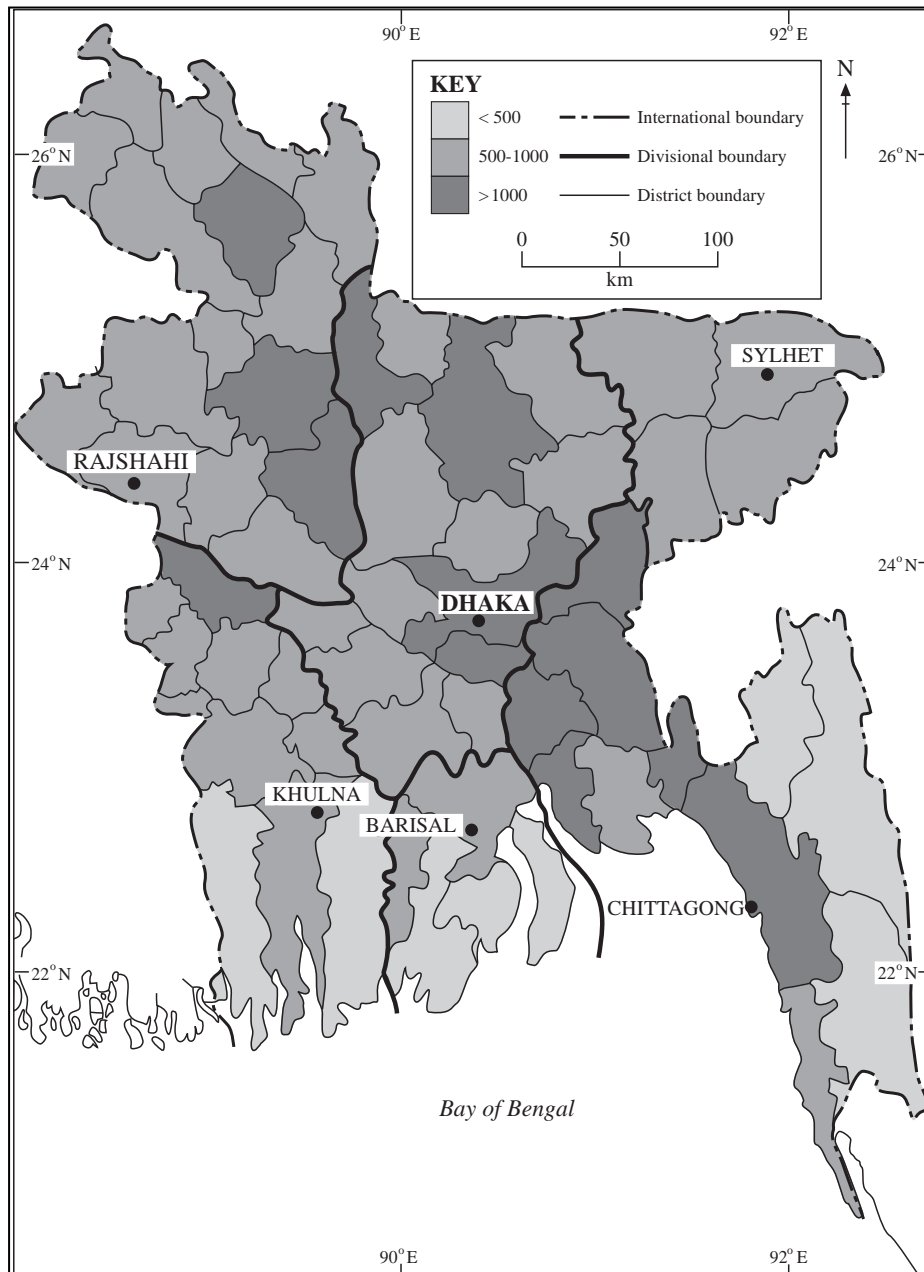 90° E
92° E
KEY
< 500
500-1000
>1000
International boundary
Divisional boundary
District boundary
0 50 100
km
N
26° N
26° N
SYLHET
RAJSHAHI
24° N
24° N
DHAKA
KHULNA
BARISAL
CHITTAGONG
22° N
22° N
Bay of Bengal
90° E
92° E